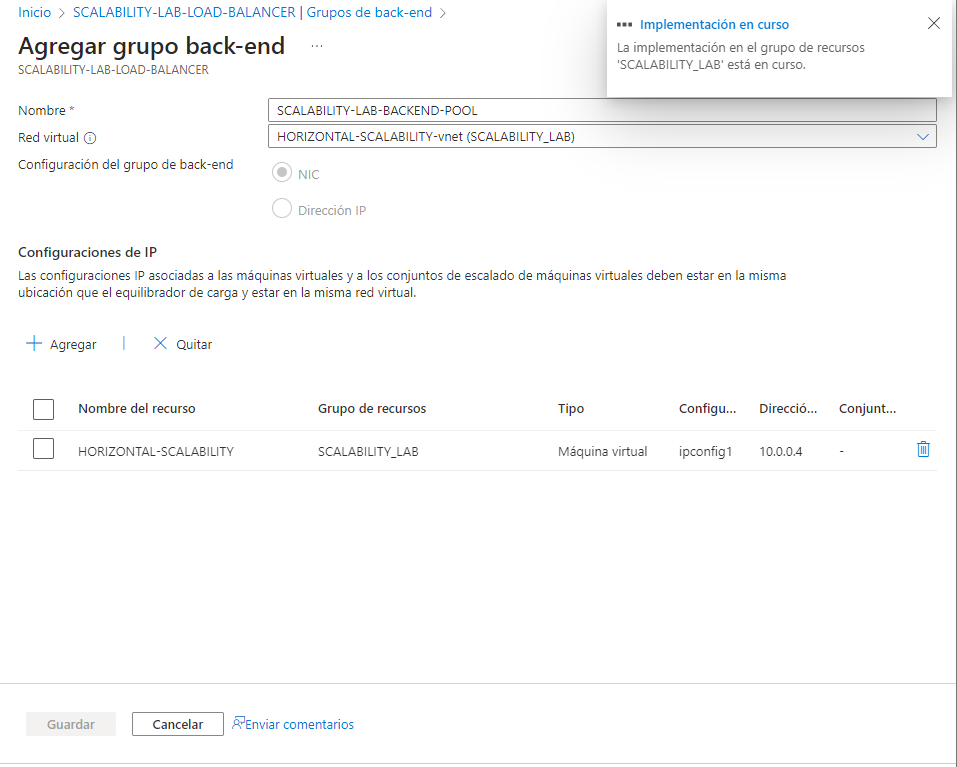 Inicio > SCALABILITY-LAB-LOAD-BALANCER | Grupos de back-end >
Agregar grupo back-end ...
SCALABILITY-LAB-LOAD-BALANCER
Implementación en curso
La implementación en el grupo de recursos
'SCALABILITY_LAB' está en curso.
Nombre * SCALABILITY-LAB-BACKEND-POOL
Red virtual HORIZONTAL-SCALABILITY-vnet (SCALABILITY_LAB)
Configuración del grupo de back-end NIC
Dirección IP
Configuraciones de IP
Las configuraciones IP asociadas a las máquinas virtuales y a los conjuntos de escalado de máquinas virtuales deben estar en la misma
ubicación que el equilibrador de carga y estar en la misma red virtual.
Agregar | Quitar
Nombre del recurso Grupo de recursos Tipo Configu... Direcció... Conjunt...
HORIZONTAL-SCALABILITY SCALABILITY_LAB Máquina virtual ipconfig1 10.0.0.4 -
Guardar Cancelar Enviar comentarios